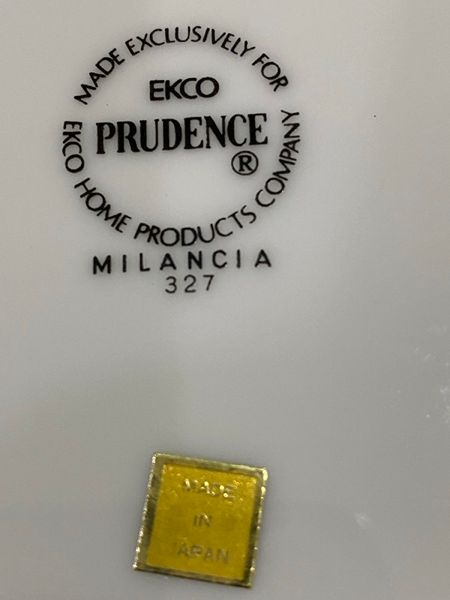 MADE EXCLUSIVELY FOR
EKCO
PRUDENCE
®
EKCO HOME PRODUCTS COMPANY
MILANCIA
327
MADE
IN
JAPAN